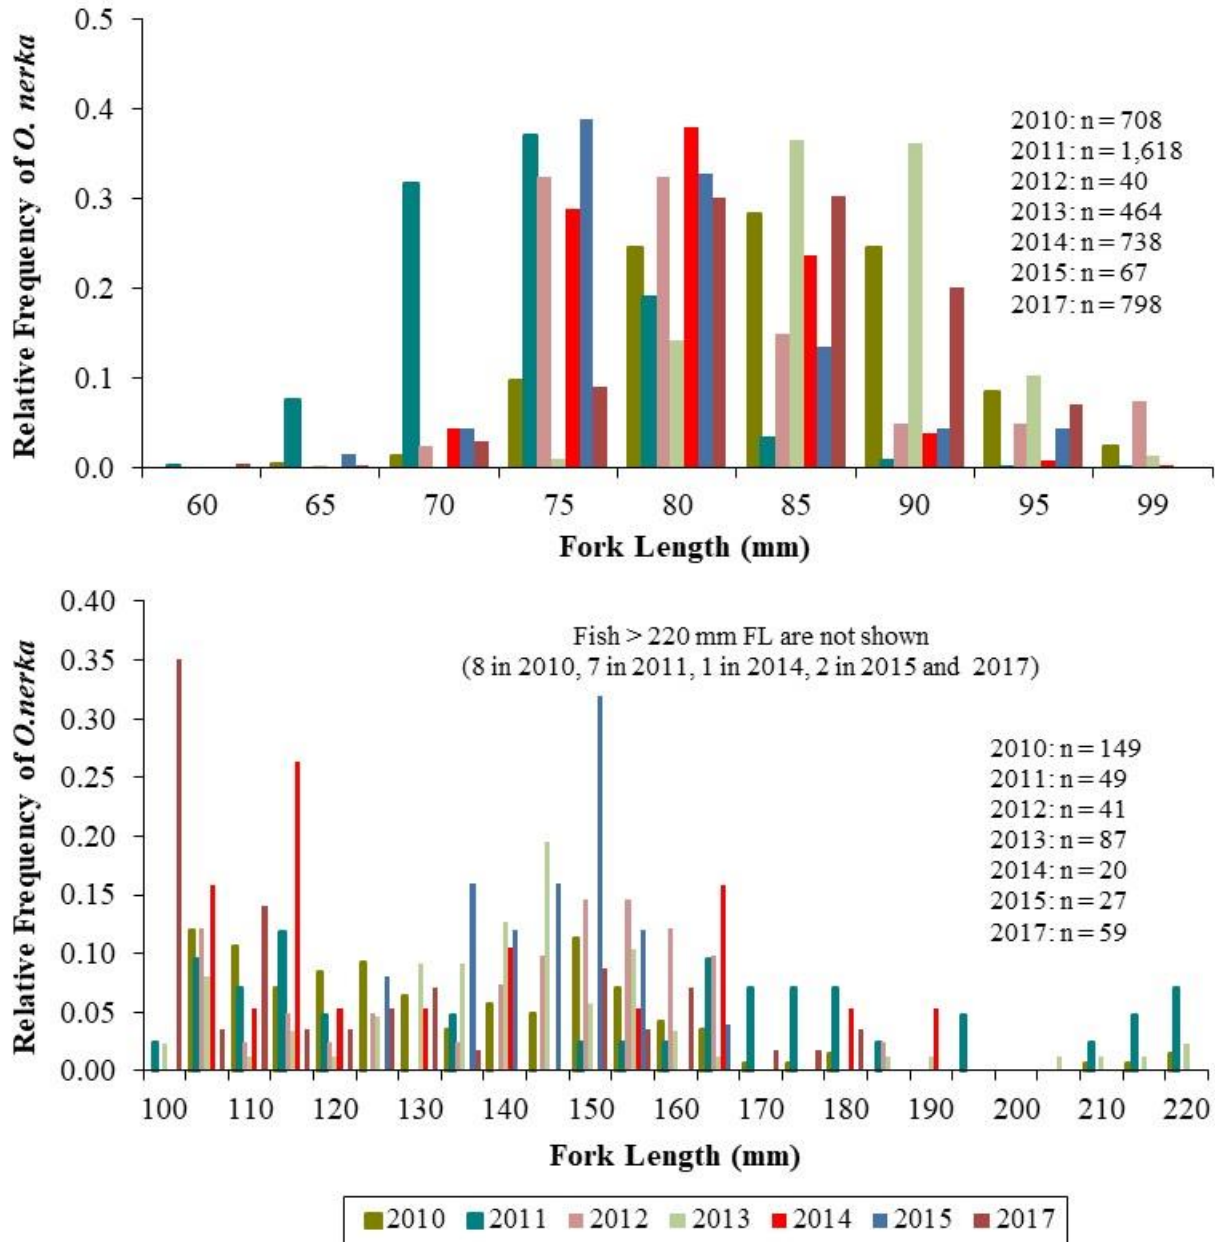 Relative Frequency of O. nerka
0.5
0.4
0.3
0.2
0.1
0.0
2010: n = 708
2011: n = 1,618
2012: n = 40
2013: n = 464
2014: n = 738
2015: n = 67
2017: n = 798
60 65 70 75 80 85 90 95 99
Fork Length (mm)
Relative Frequency of O.nerka
0.40
0.35
0.30
0.25
0.20
0.15
0.10
0.05
0.00
Fish > 220 mm FL are not shown
(8 in 2010, 7 in 2011, 1 in 2014, 2 in 2015 and 2017)
2010: n = 149
2011: n = 49
2012: n = 41
2013: n = 87
2014: n = 20
2015: n = 27
2017: n = 59
100 110 120 130 140 150 160 170 180 190 200 210 220
Fork Length (mm)
2010 2011 2012 2013 2014 2015 2017